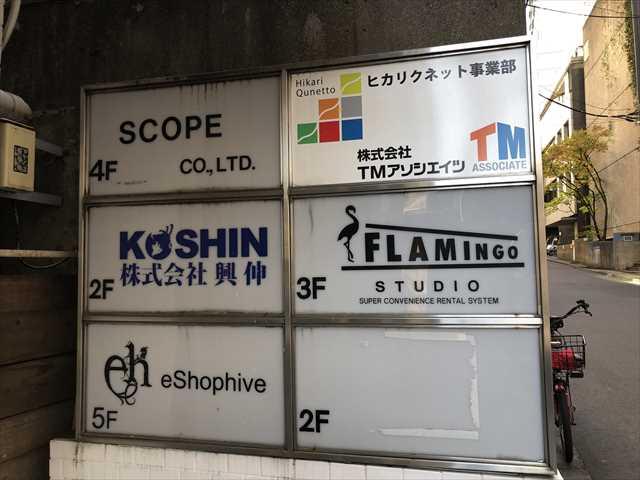 SCOPE
CO., LTD.
4F
Hikari
Qunetto
ヒカリクネット事業部
株式会社
TMアソシエイツ
TM
ASSOCIATE
KOSHIN
株式会社 興伸
2F
FLAMINGO
STUDIO
SUPER CONVENIENCE RENTAL SYSTEM
3F
eh
eShophive
5F
2F